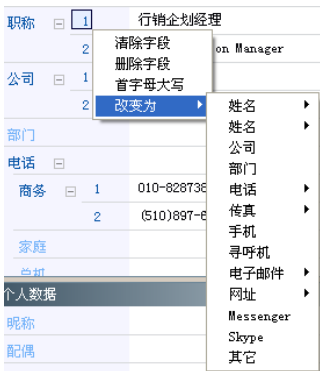 职称 1 行销企划经理
2 on Manager
公司 1
2
部门
电话
商务 1 010-828738
2 (510)897-6
家庭
个人数据
昵称
配偶
清除字段
删除字段
首字母大写
改变为
姓名
姓名
公司
部门
电话
传真
手机
寻呼机
电子邮件
网址
Messenger
Skype
其它